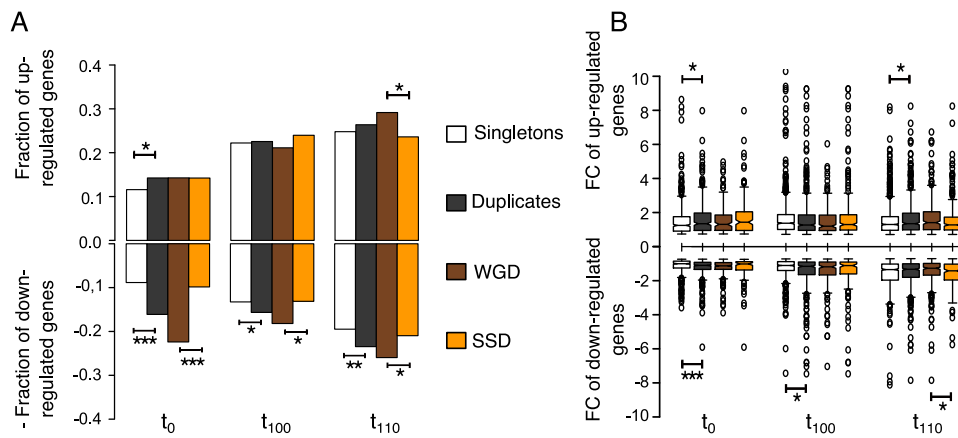 A
- Fraction of down-
regulated genes
Fraction of up-
regulated genes
0.4
0.3
0.2
0.1
0.0
-0.1
-0.2
-0.3
-0.4
*
*
***
***
*
*
**
*
t0
t100
t110
Singletons
Duplicates
WGD
SSD
B
FC of down-regulated
genes
FC of up-regulated
genes
10
8
6
4
2
0
-2
-4
-6
-8
-10
*
*
***
*
*
t0
t100
t110